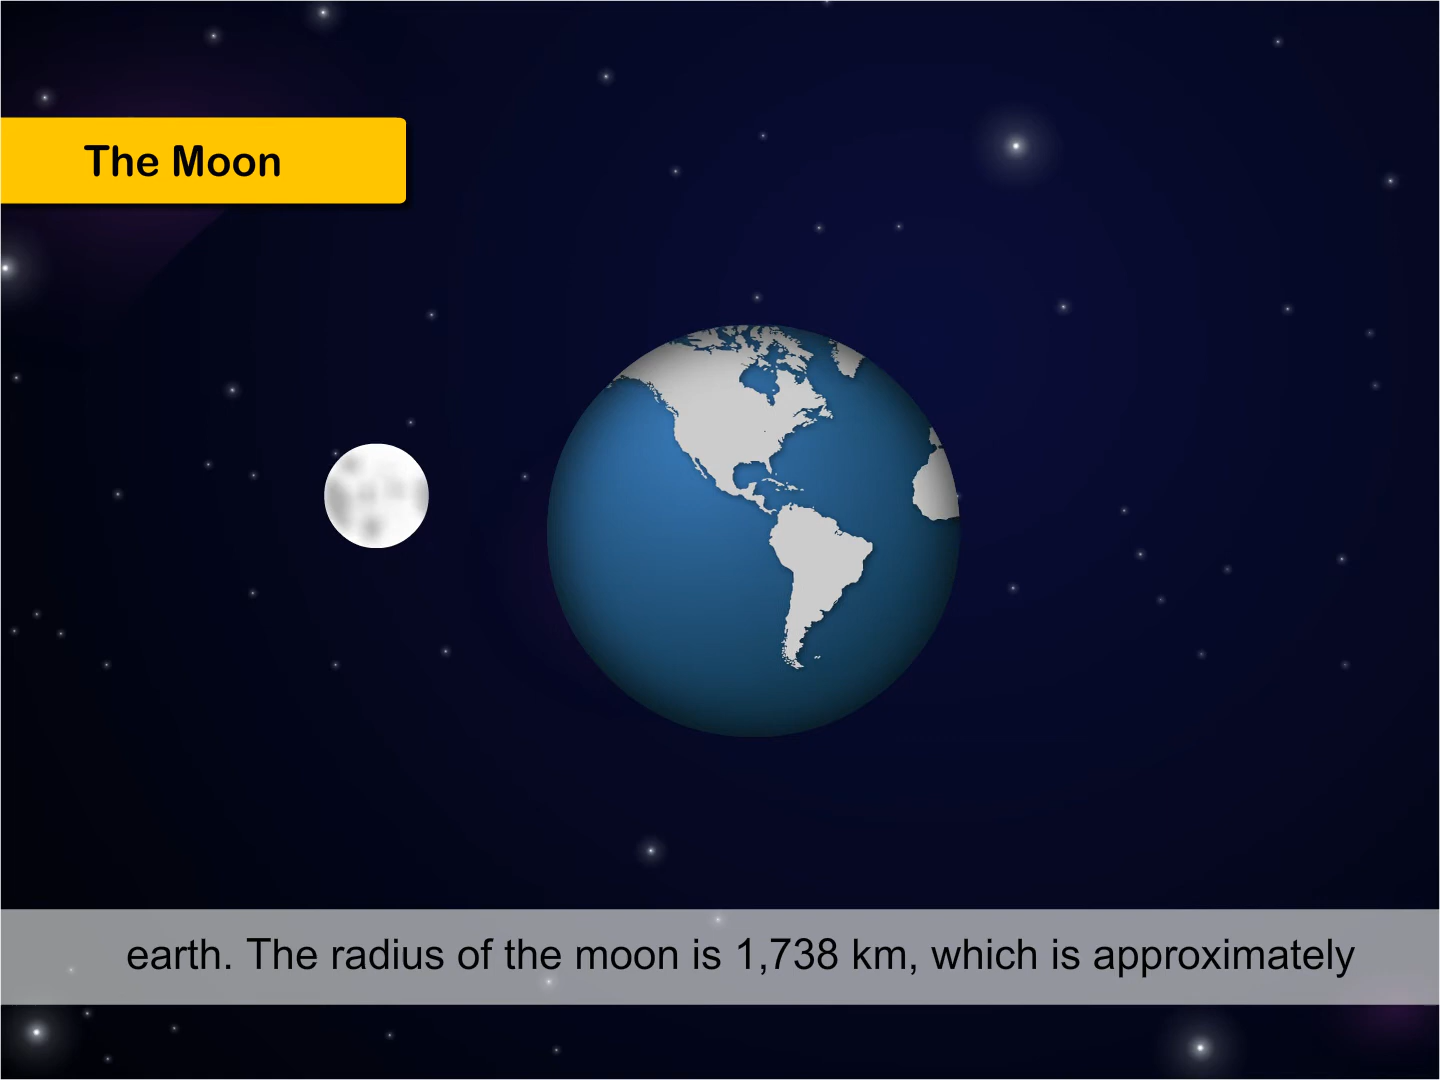 The Moon
earth. The radius of the moon is 1,738 km, which is approximately